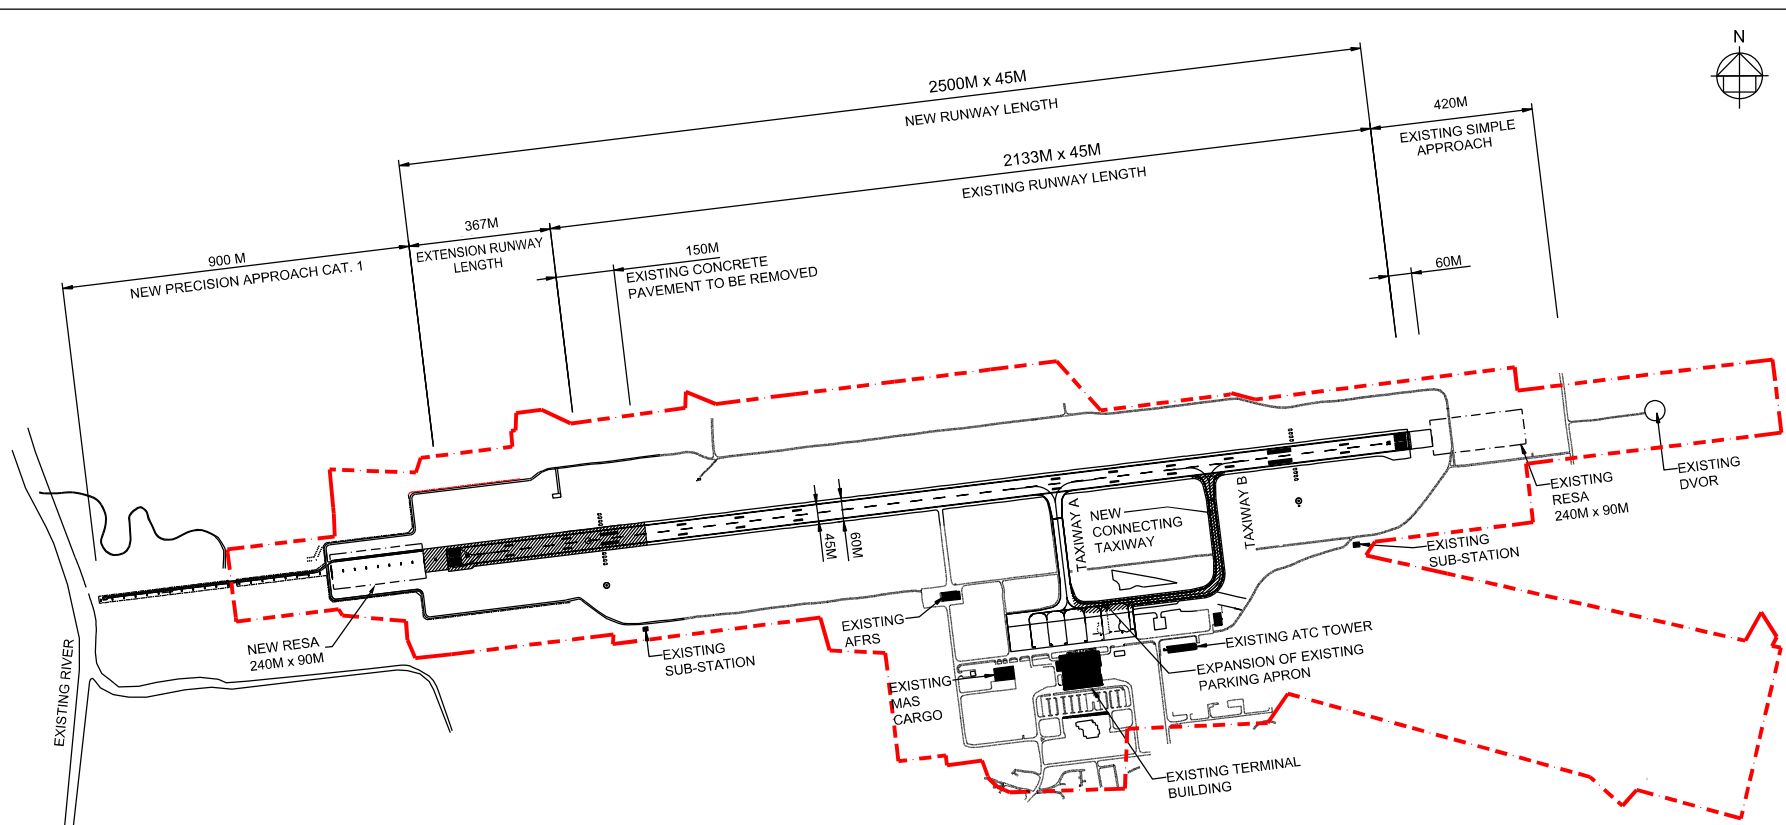 N
2500M x 45M
NEW RUNWAY LENGTH
420M
EXISTING SIMPLE
APPROACH
2133M x 45M
EXISTING RUNWAY LENGTH
367M
EXTENSION RUNWAY
LENGTH
900 M
NEW PRECISION APPROACH CAT. 1
150M
EXISTING CONCRETE
PAVEMENT TO BE REMOVED
60M
EXISTING
DVOR
EXISTING
RESA
240M x 90M
TAXIWAY A
NEW
CONNECTING
TAXIWAY
TAXIWAY B
45M
60M
EXISTING
SUB-STATION
NEW RESA
240M x 90M
EXISTING
AFRS
EXISTING
SUB-STATION
EXISTING ATC TOWER
EXPANSION OF EXISTING
PARKING APRON
EXISTING
MAS
CARGO
EXISTING RIVER
EXISTING TERMINAL
BUILDING